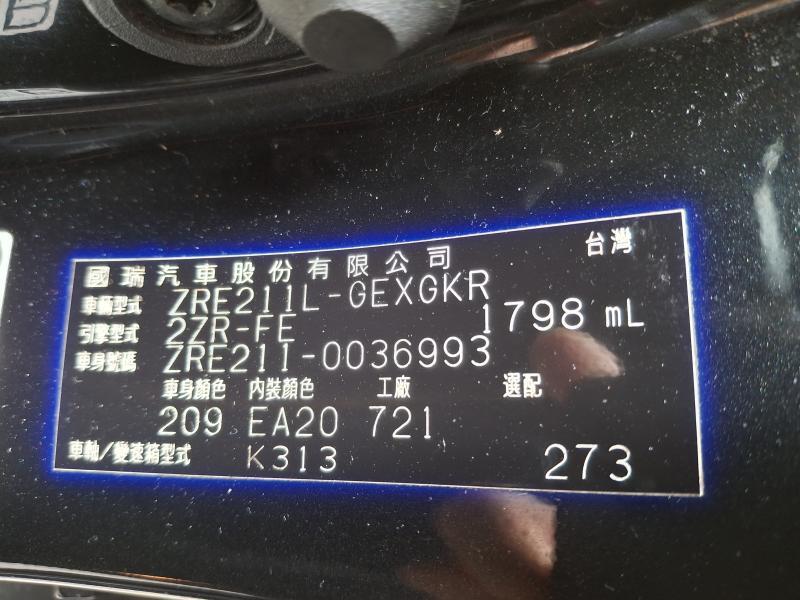 台灣
國瑞汽車股份有限公司
車輛型式 ZRE211L-GEXGKR
引擎型式 2ZR-FE 1798 mL
車身號碼 ZRE211-0036993
車身顏色 內裝顏色 工廠 選配
209 EA20 721
車軸/變速箱型式 K313 273